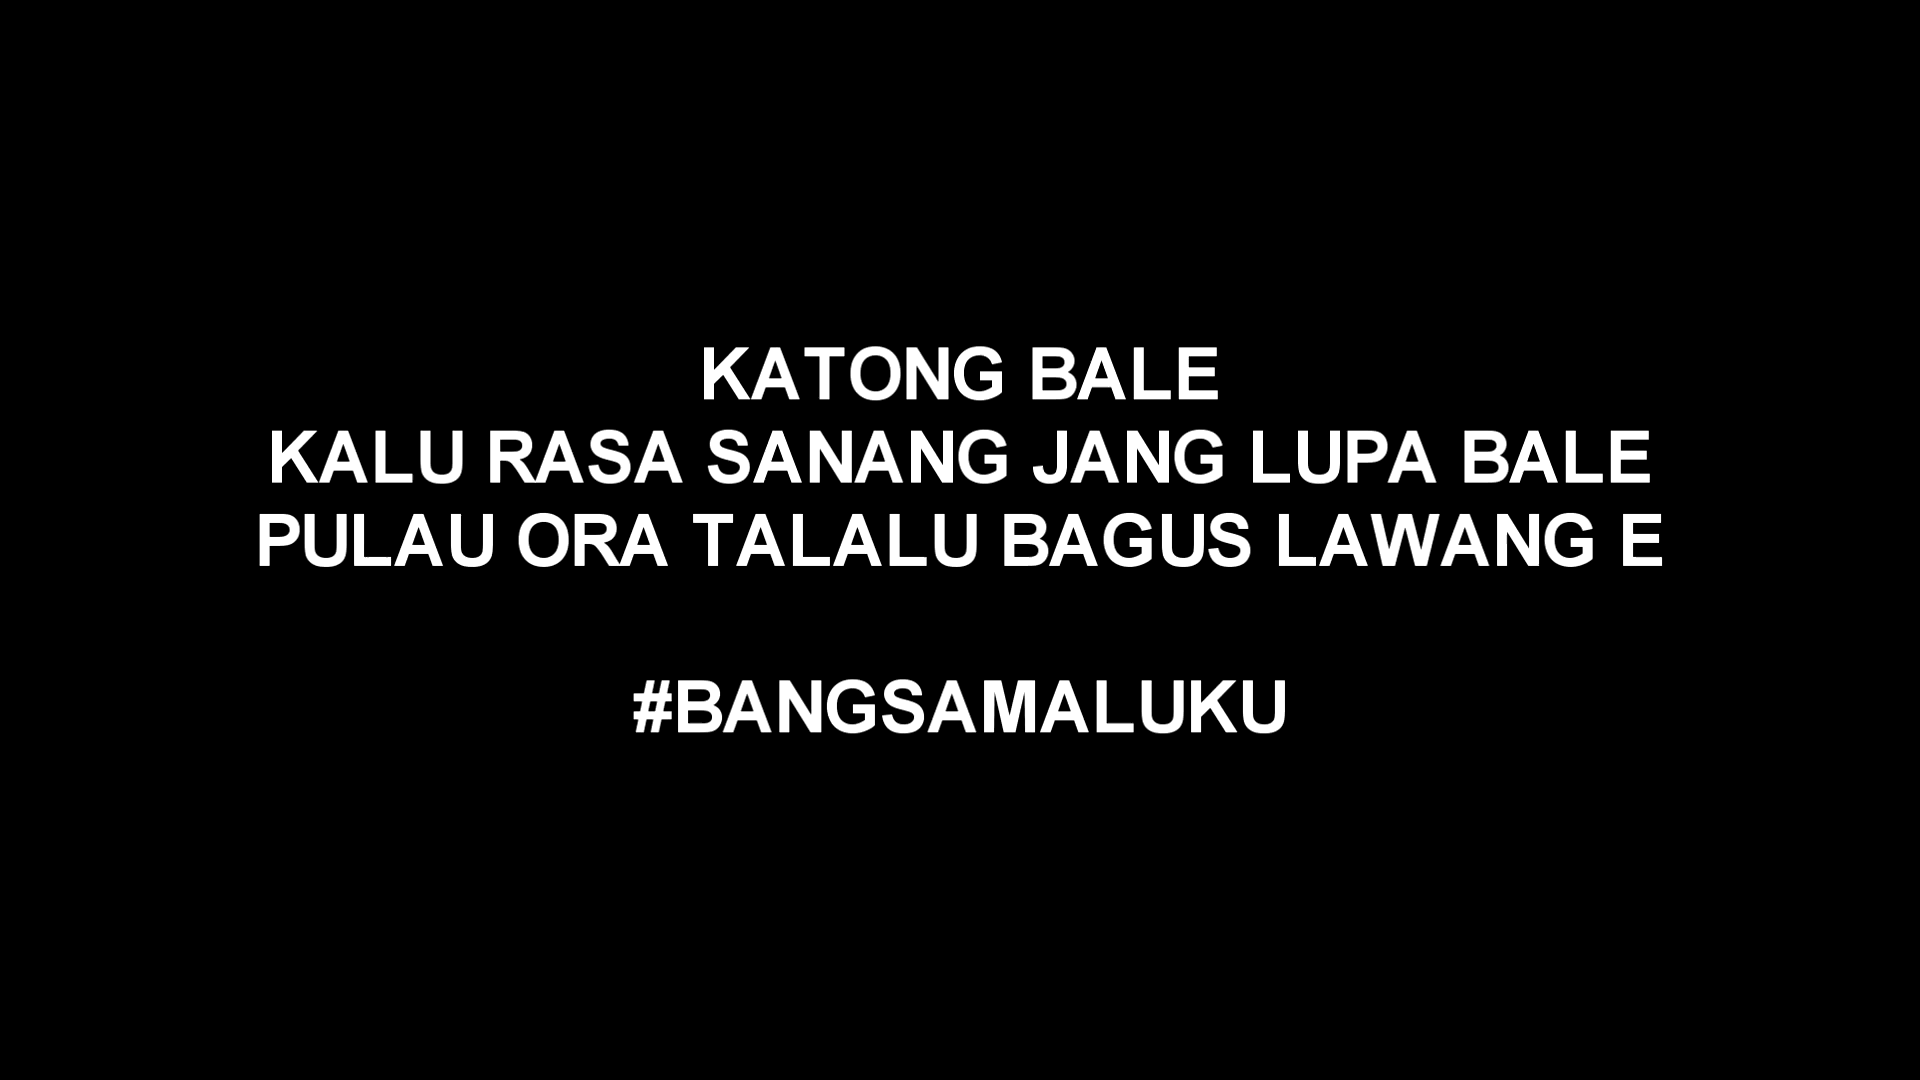 KATONG BALE
KALU RASA SANANG JANG LUPA BALE
PULAU ORA TALALU BAGUS LAWANG E
#BANGSAMALUKU